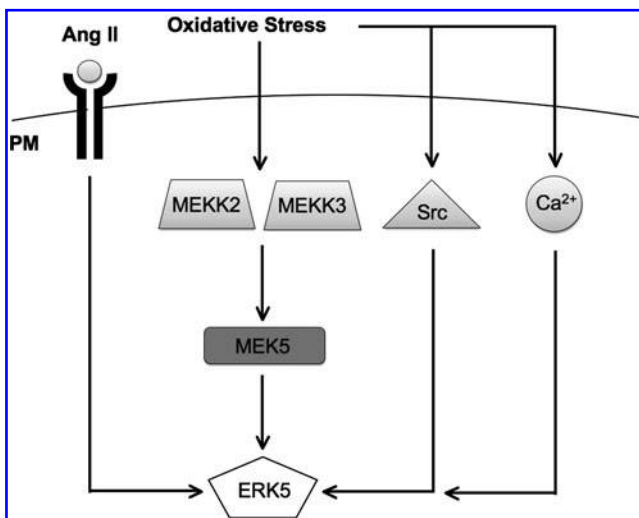 Ang II
Oxidative Stress
PM
MEKK2
MEKK3
Src
Ca²⁺
MEK5
ERK5